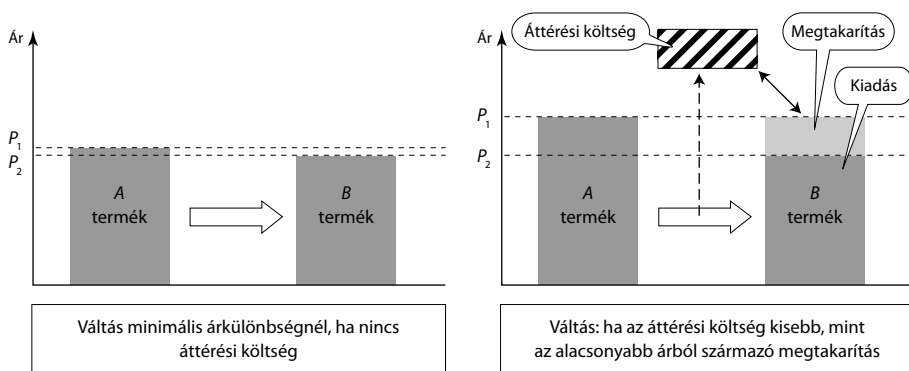 Ár
P1
P2
A
termék
B
termék
Váltás minimális árkülönbségnél, ha nincs
áttérési költség
Ár
Áttérési költség
Megtakarítás
Kiadás
P1
P2
A
termék
B
termék
Váltás: ha az áttérési költség kisebb, mint
az alacsonyabb árból származó megtakarítás